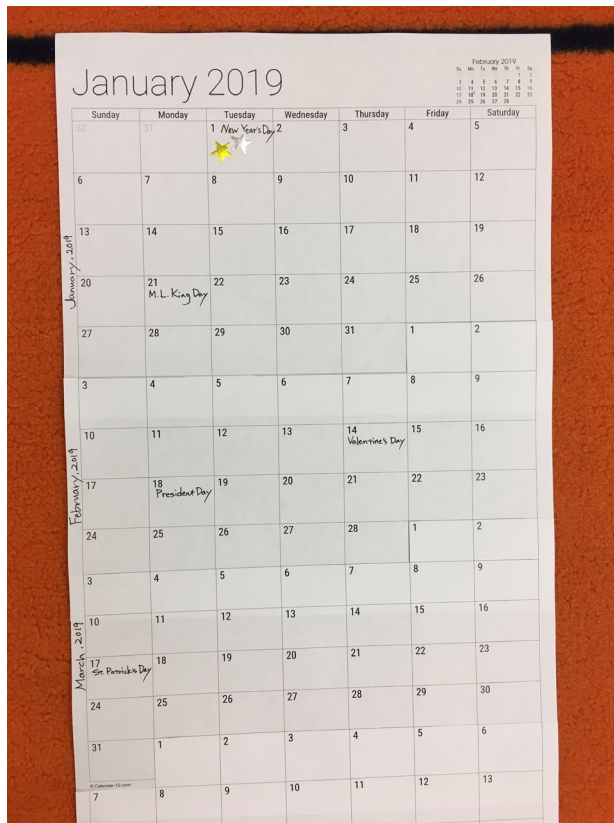 January 2019
February 2019
Su Mo Tu We Th Fr Sa
1 2
3 4 5 6 7 8 9
10 11 12 13 14 15 16
17 18 19 20 21 22 23
24 25 26 27 28
Sunday Monday Tuesday Wednesday Thursday Friday Saturday
30 31 1 New Year's Day 2 3 4 5
6 7 8 9 10 11 12
January, 2019
13 14 15 16 17 18 19
20 21 22 23 24 25 26
M.L. King Day
27 28 29 30 31 1 2
3 4 5 6 7 8 9
February, 2019
10 11 12 13 14 15 16
Valentine's Day
17 18 19 20 21 22 23
President Day
24 25 26 27 28 1 2
3 4 5 6 7 8 9
March, 2019
10 11 12 13 14 15 16
17 18 19 20 21 22 23
St. Patrick's Day
24 25 26 27 28 29 30
31 1 2 3 4 5 6
© Calendar-12.com
7 8 9 10 11 12 13